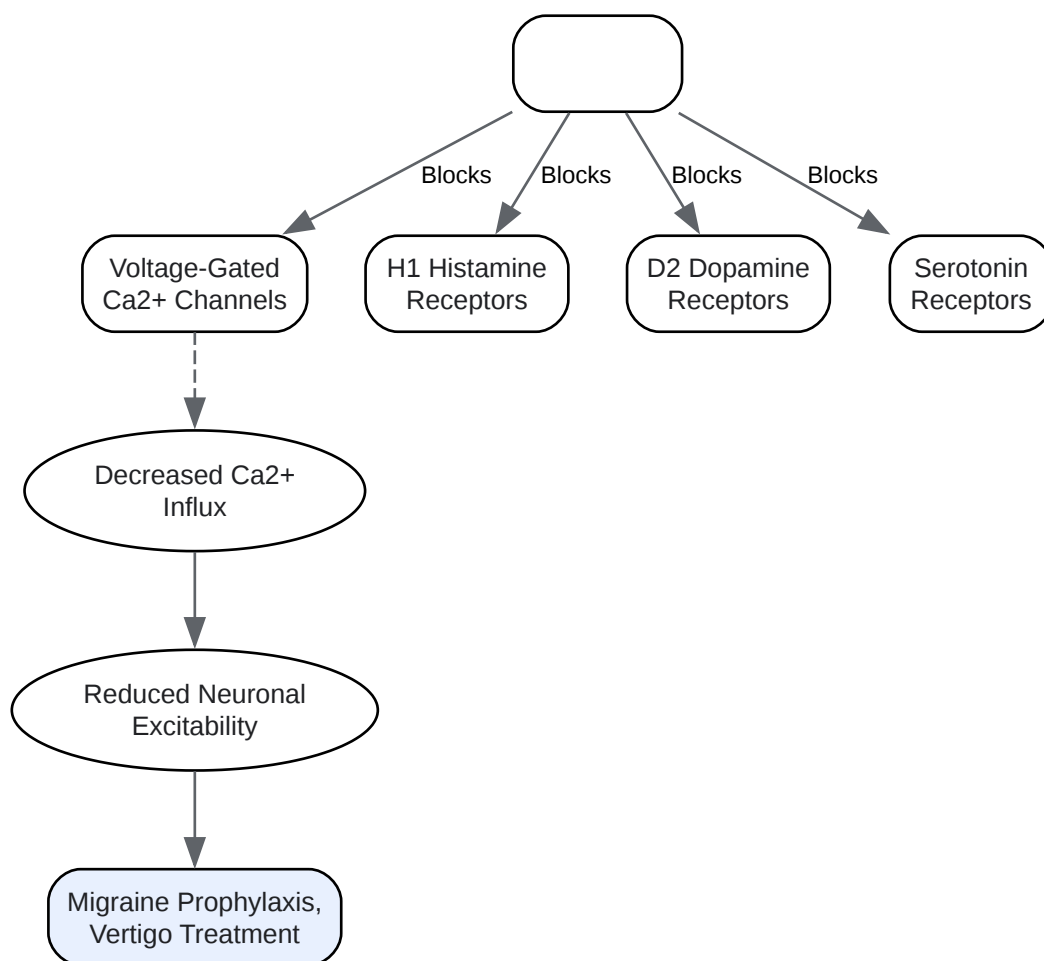 Blocks
Blocks
Blocks
Blocks
Voltage-Gated
Ca2+ Channels
H1 Histamine
Receptors
D2 Dopamine
Receptors
Serotonin
Receptors
Decreased Ca2+
Influx
Reduced Neuronal
Excitability
Migraine Prophylaxis,
Vertigo Treatment